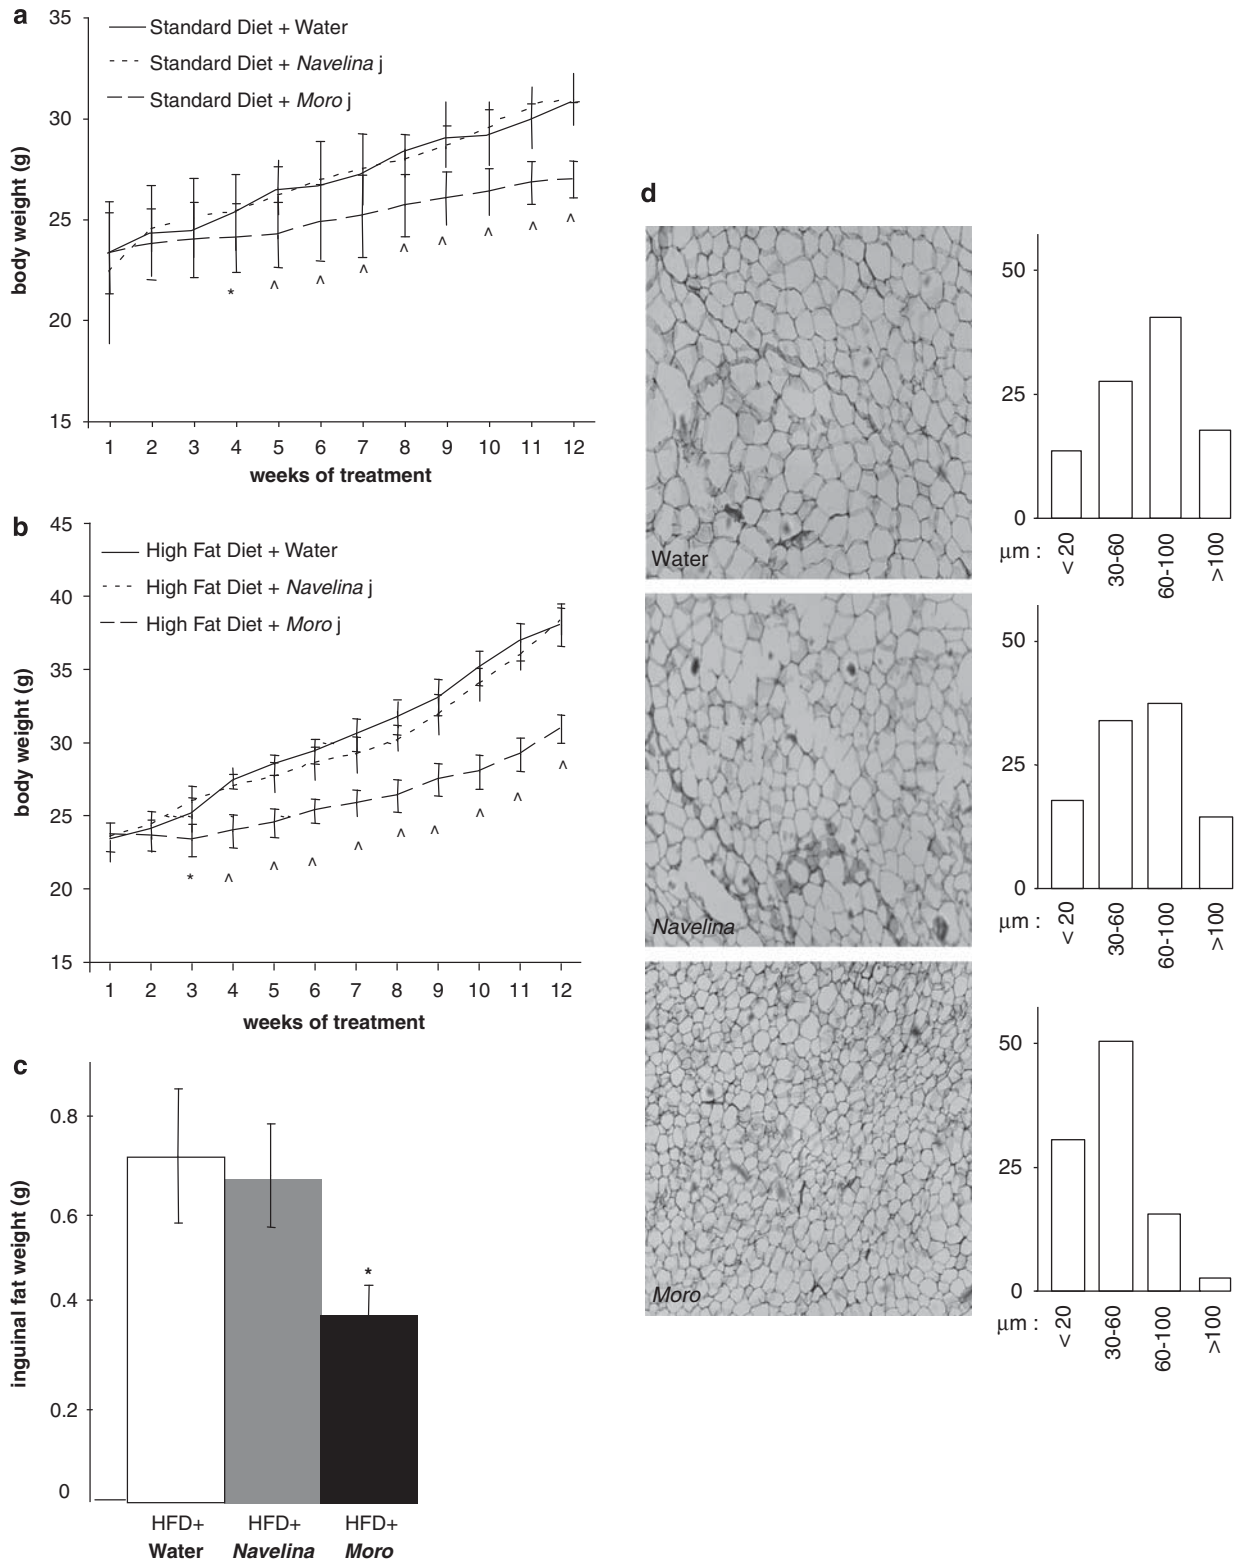 a
35
30
25
20
15
body weight (g)
Standard Diet + Water
Standard Diet + Navelina j
Standard Diet + Moro j
* ^ ^ ^ ^ ^ ^ ^ ^
1 2 3 4 5 6 7 8 9 10 11 12
weeks of treatment
b
45
40
35
30
25
20
15
body weight (g)
High Fat Diet + Water
High Fat Diet + Navelina j
High Fat Diet + Moro j
* ^ ^ ^ ^ ^ ^ ^ ^ ^
1 2 3 4 5 6 7 8 9 10 11 12
weeks of treatment
c
0.8
0.6
0.4
0.2
0
inguinal fat weight (g)
*
HFD+ HFD+ HFD+
Water Navelina Moro
d
Water
50
25
0
μm : < 20 30-60 60-100 >100
Navelina
50
25
0
μm : < 20 30-60 60-100 >100
Moro
50
25
0
μm : < 20 30-60 60-100 >100